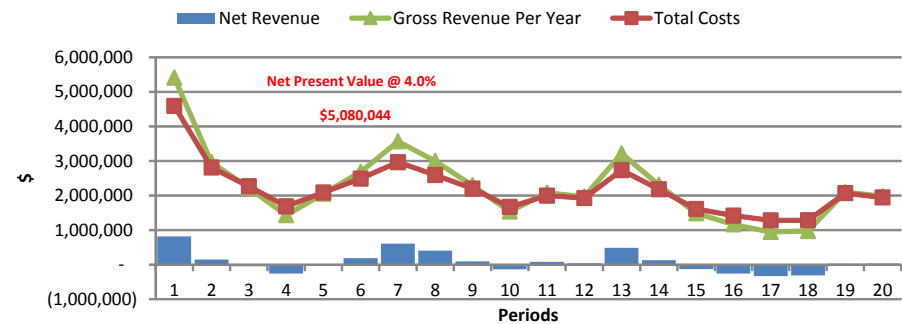 Net Revenue Gross Revenue Per Year Total Costs
6,000,000
Net Present Value @ 4.0%
5,000,000
$5,080,044
4,000,000
3,000,000
$
2,000,000
1,000,000
-
(1,000,000)
1 2 3 4 5 6 7 8 9 10 11 12 13 14 15 16 17 18 19 20
Periods